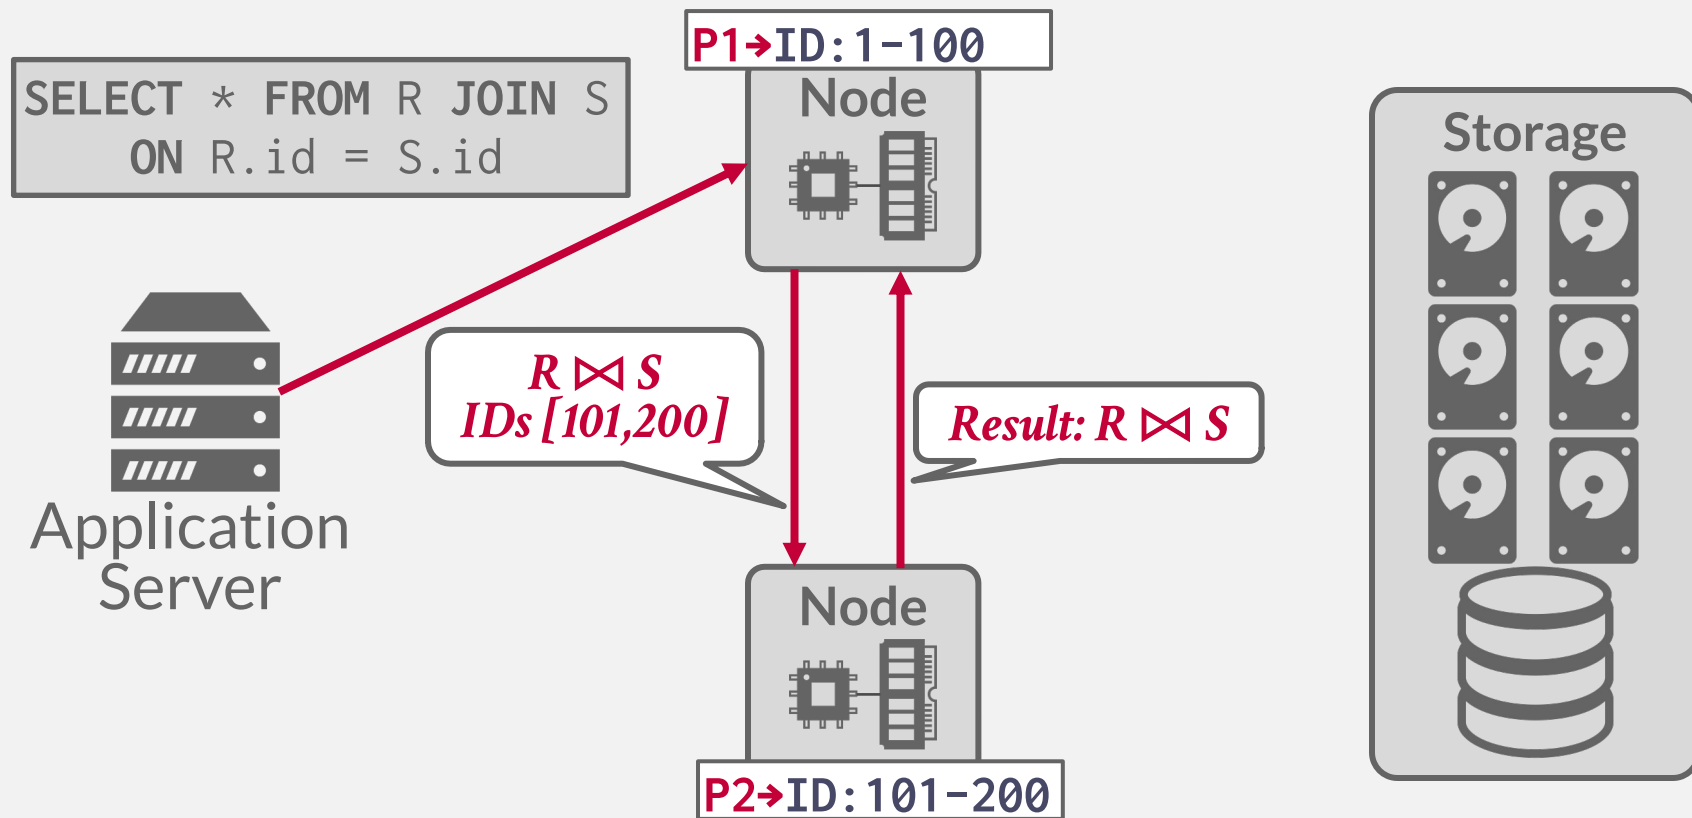 P1→ID:1-100
SELECT * FROM R JOIN S
ON R.id = S.id
Node
Storage
R ⋈ S
IDs [101,200]
Result: R ⋈ S
Application
Server
Node
P2→ID:101-200